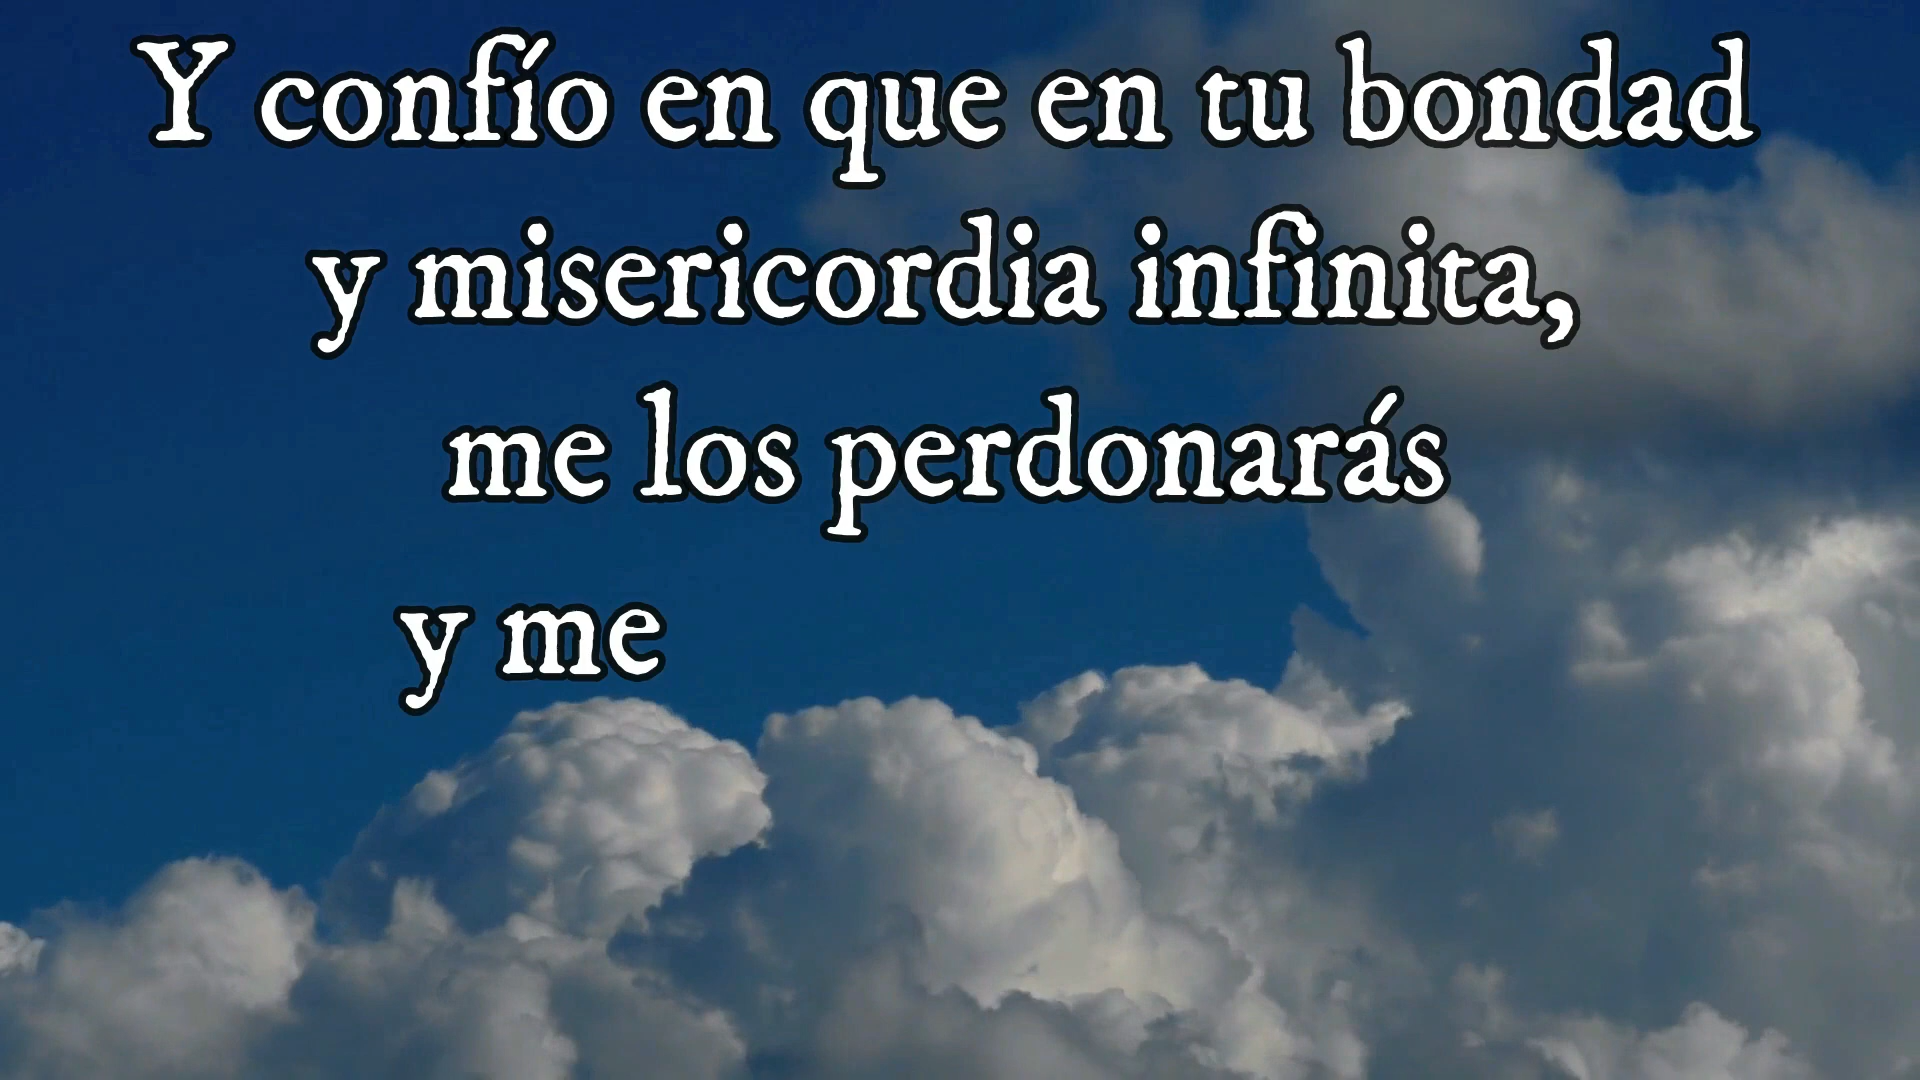 Y confío en que en tu bondad
y misericordia infinita,
me los perdonarás
y me